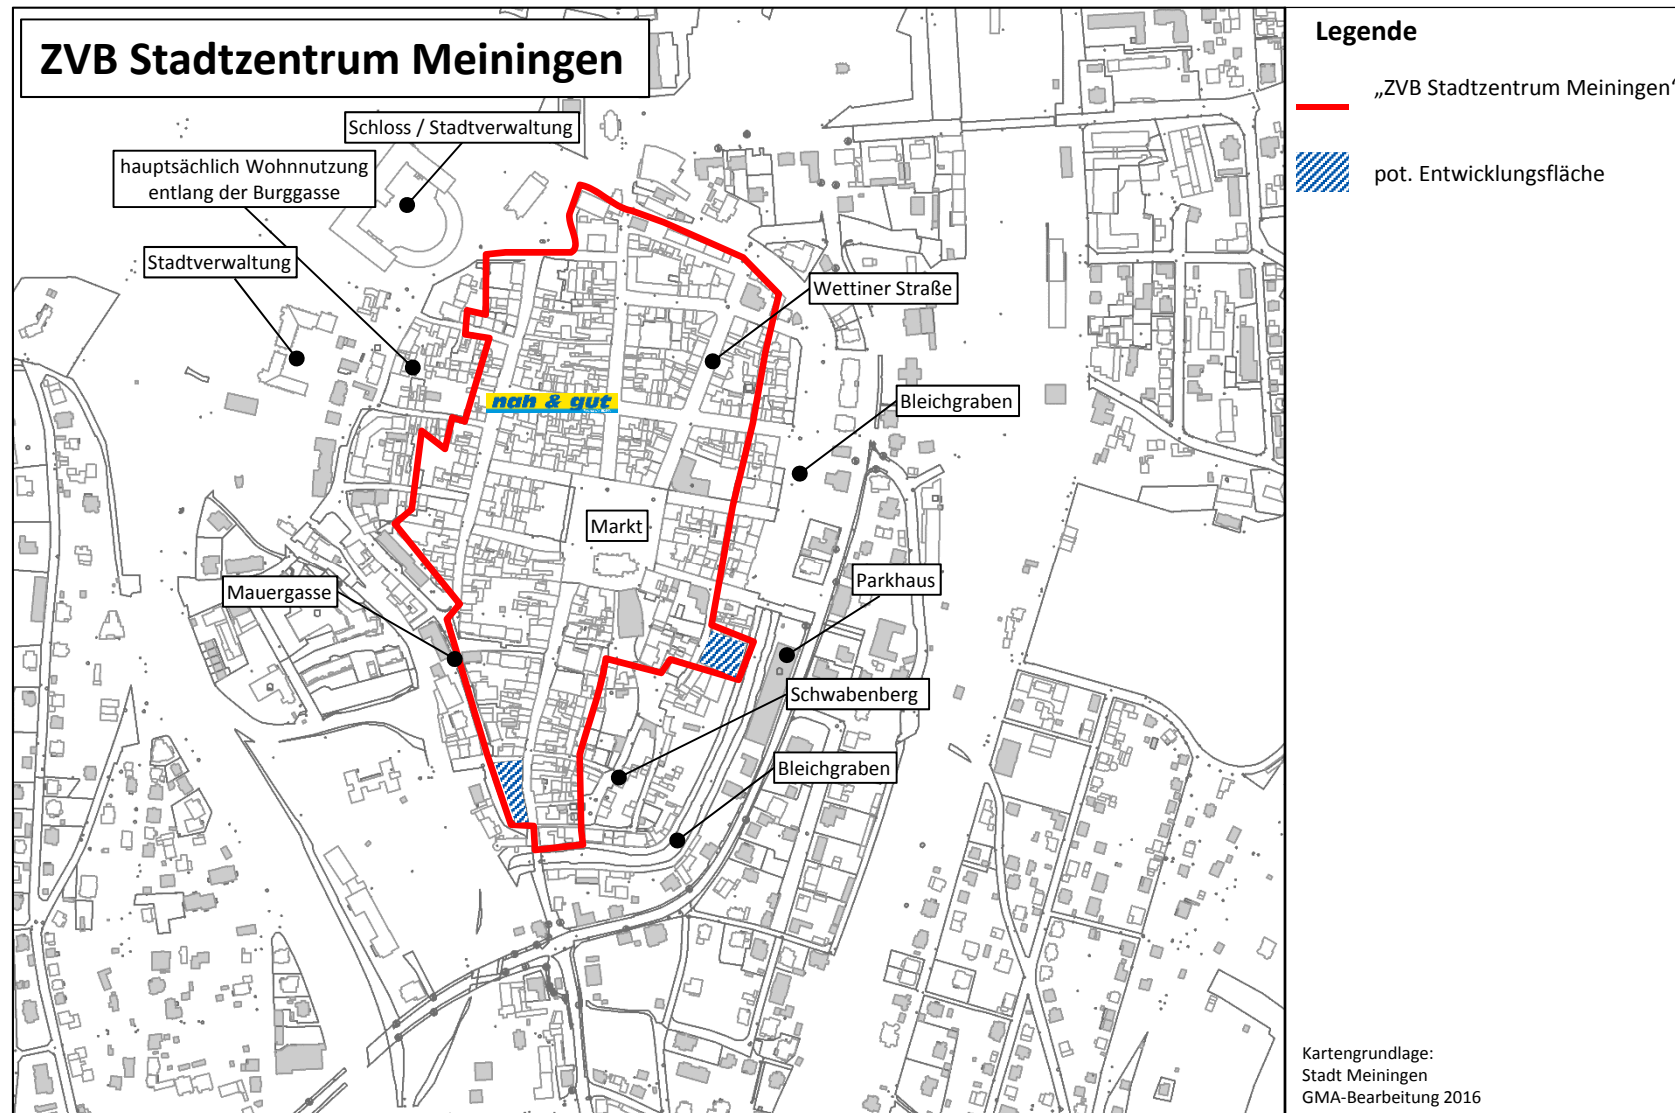 ZVB Stadtzentrum Meiningen
Legende
„ZVB Stadtzentrum Meiningen“
pot. Entwicklungsfläche
Schloss / Stadtverwaltung
hauptsächlich Wohnnutzung
entlang der Burggasse
Stadtverwaltung
Wettiner Straße
nah & gut
Bleichgraben
Markt
Parkhaus
Mauergasse
Schwabenberg
Bleichgraben
Kartengrundlage:
Stadt Meiningen
GMA-Bearbeitung 2016